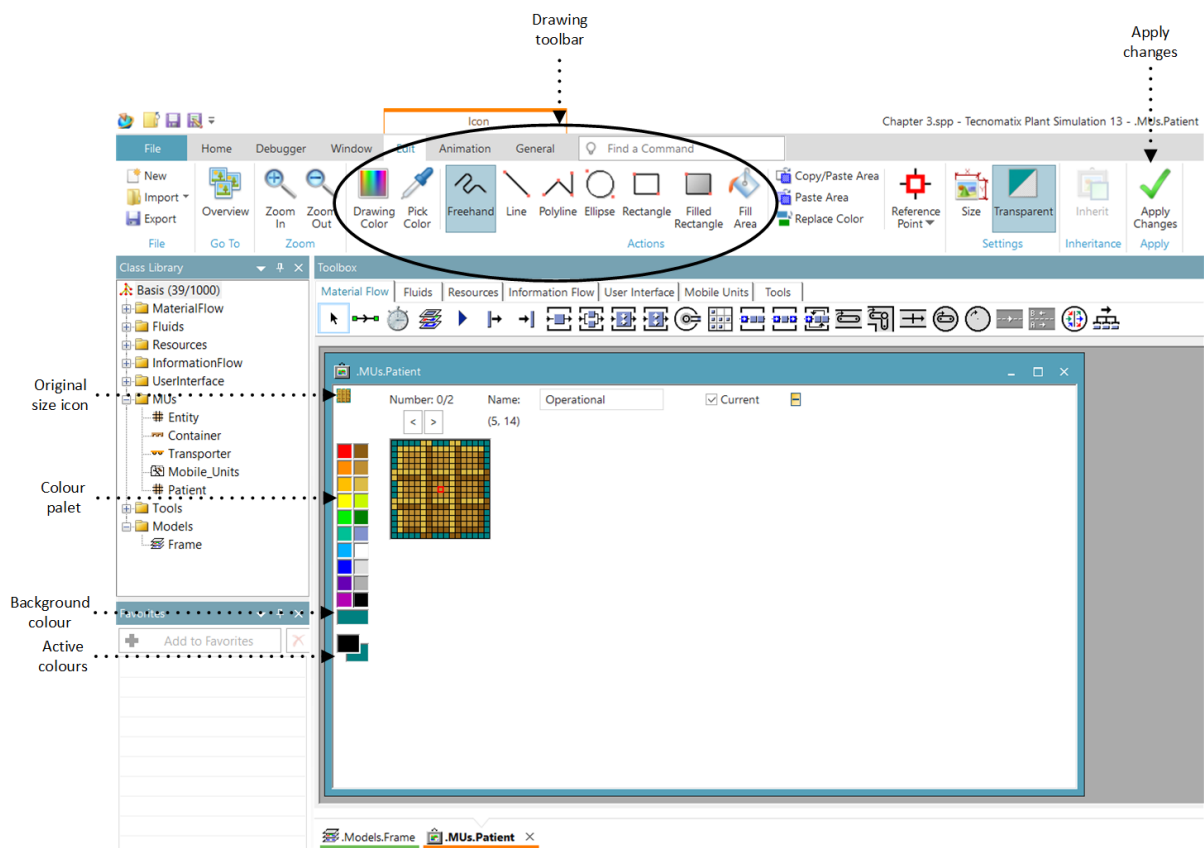 Drawing
toolbar
Apply
changes
Icon
Chapter 3.spp - Tecnomatix Plant Simulation 13 - .MUs.Patient
File Home Debugger Window Edit Animation General Find a Command
New
Import
Export
Overview
Zoom
In
Zoom
Out
Drawing
Color
Pick
Color
Freehand
Line
Polyline
Ellipse
Rectangle
Filled
Rectangle
Fill
Area
Copy/Paste Area
Paste Area
Replace Color
Reference
Point
Size
Transparent
Inherit
Apply
Changes
File Go To Zoom Actions Settings Inheritance Apply
Class Library
Toolbox
Basis (39/1000)
MaterialFlow
Fluids
Resources
InformationFlow
UserInterface
MUs
Entity
Container
Transporter
Mobile_Units
Patient
Tools
Models
Frame
Material Flow Fluids Resources Information Flow User Interface Mobile Units Tools
.MUs.Patient
Number: 0/2 Name: Operational Current
< > (5, 14)
Original
size icon
Colour
palet
Background
colour
Active
colours
Favorites
Add to Favorites
.Models.Frame .MUs.Patient